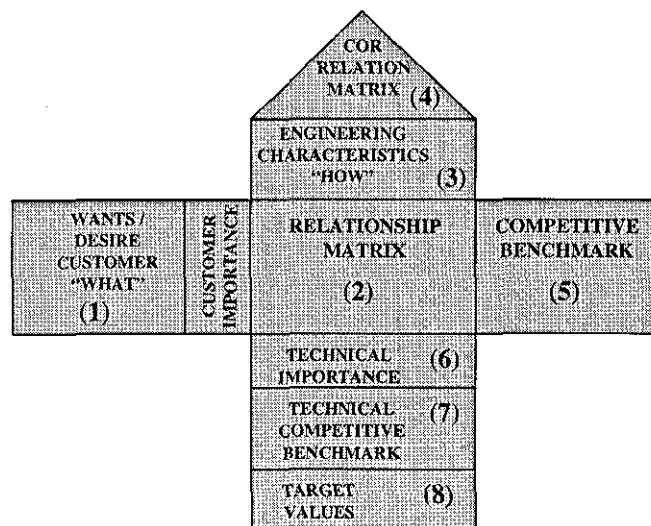 COR
RELATION
MATRIX
(4)
ENGINEERING
CHARACTERISTICS
"HOW"
(3)
WANTS /
DESIRE
CUSTOMER
"WHAT"
(1)
CUSTOMER
IMPORTANCE
RELATIONSHIP
MATRIX
(2)
COMPETITIVE
BENCHMARK
(5)
TECHNICAL
IMPORTANCE
(6)
TECHNICAL
COMPETITIVE
BENCHMARK
(7)
TARGET
VALUES
(8)